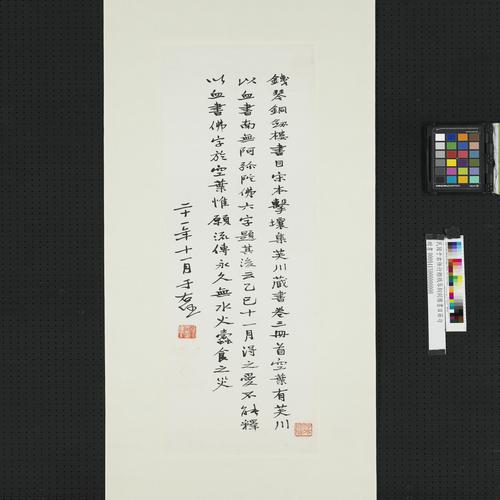 鐵琴銅劍樓書目宋本擊壤集芙川藏書卷三冊首空葉有芙川
以血書南無阿弥陀佛六字題其後云乙巳十一月得之愛不能釋
以血書佛字於空葉惟願流傳永久無水火蠹食之災
二十一年十一月 于右任